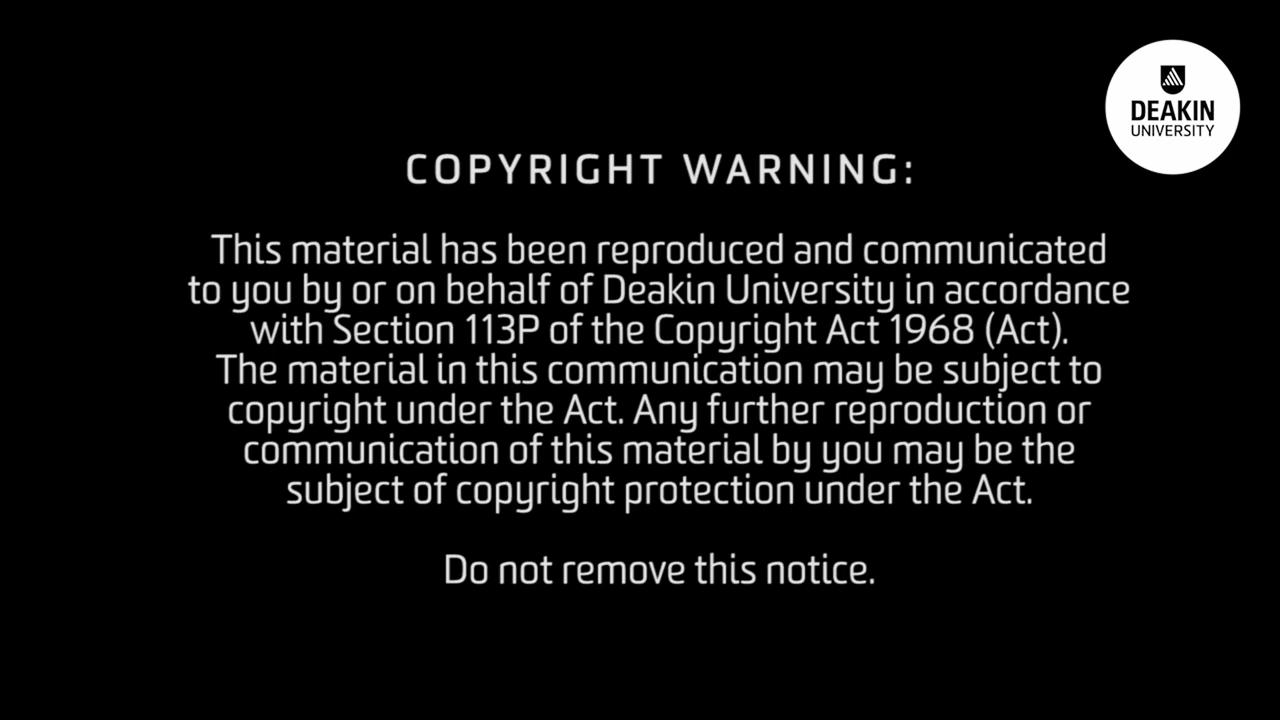 DEAKIN
UNIVERSITY
COPYRIGHT WARNING:
This material has been reproduced and communicated
to you by or on behalf of Deakin University in accordance
with Section 113P of the Copyright Act 1968 (Act).
The material in this communication may be subject to
copyright under the Act. Any further reproduction or
communication of this material by you may be the
subject of copyright protection under the Act.
Do not remove this notice.